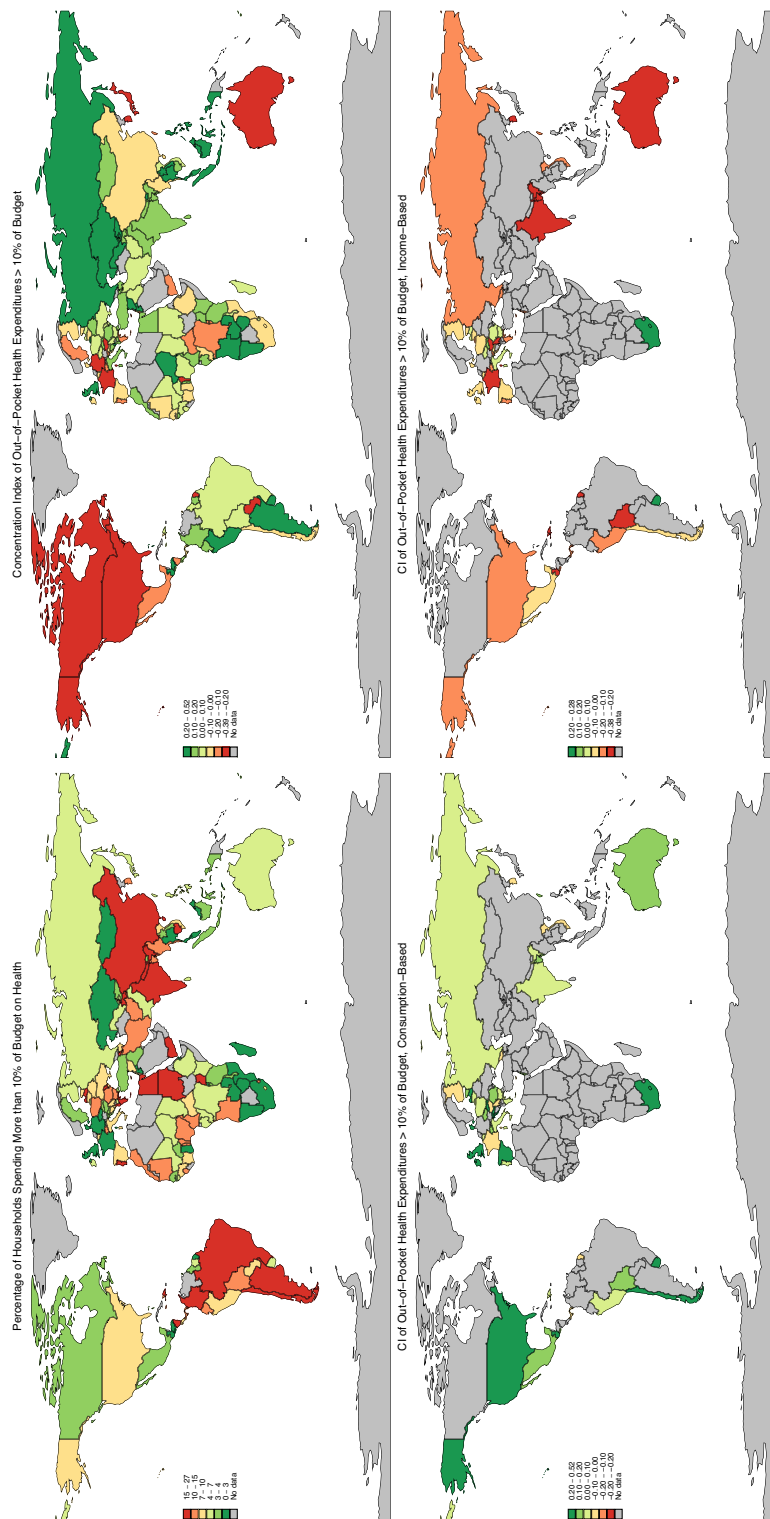 Percentage of Households Spending More than 10% of Budget on Health
15 − 27
10 − 15
7 − 10
4 − 7
3 − 4
0 − 3
No data
Concentration Index of Out−of−Pocket Health Expenditures > 10% of Budget
0.20 − 0.52
0.10 − 0.20
0.00 − 0.10
−0.10 − 0.00
−0.20 − −0.10
−0.39 − −0.20
No data
CI of Out−of−Pocket Health Expenditures > 10% of Budget, Consumption−Based
0.20 − 0.52
0.10 − 0.20
0.00 − 0.10
−0.10 − 0.00
−0.20 − −0.10
−0.20 − −0.20
No data
CI of Out−of−Pocket Health Expenditures > 10% of Budget, Income−Based
0.20 − 0.28
0.10 − 0.20
0.00 − 0.10
−0.10 − 0.00
−0.20 − −0.10
−0.38 − −0.20
No data